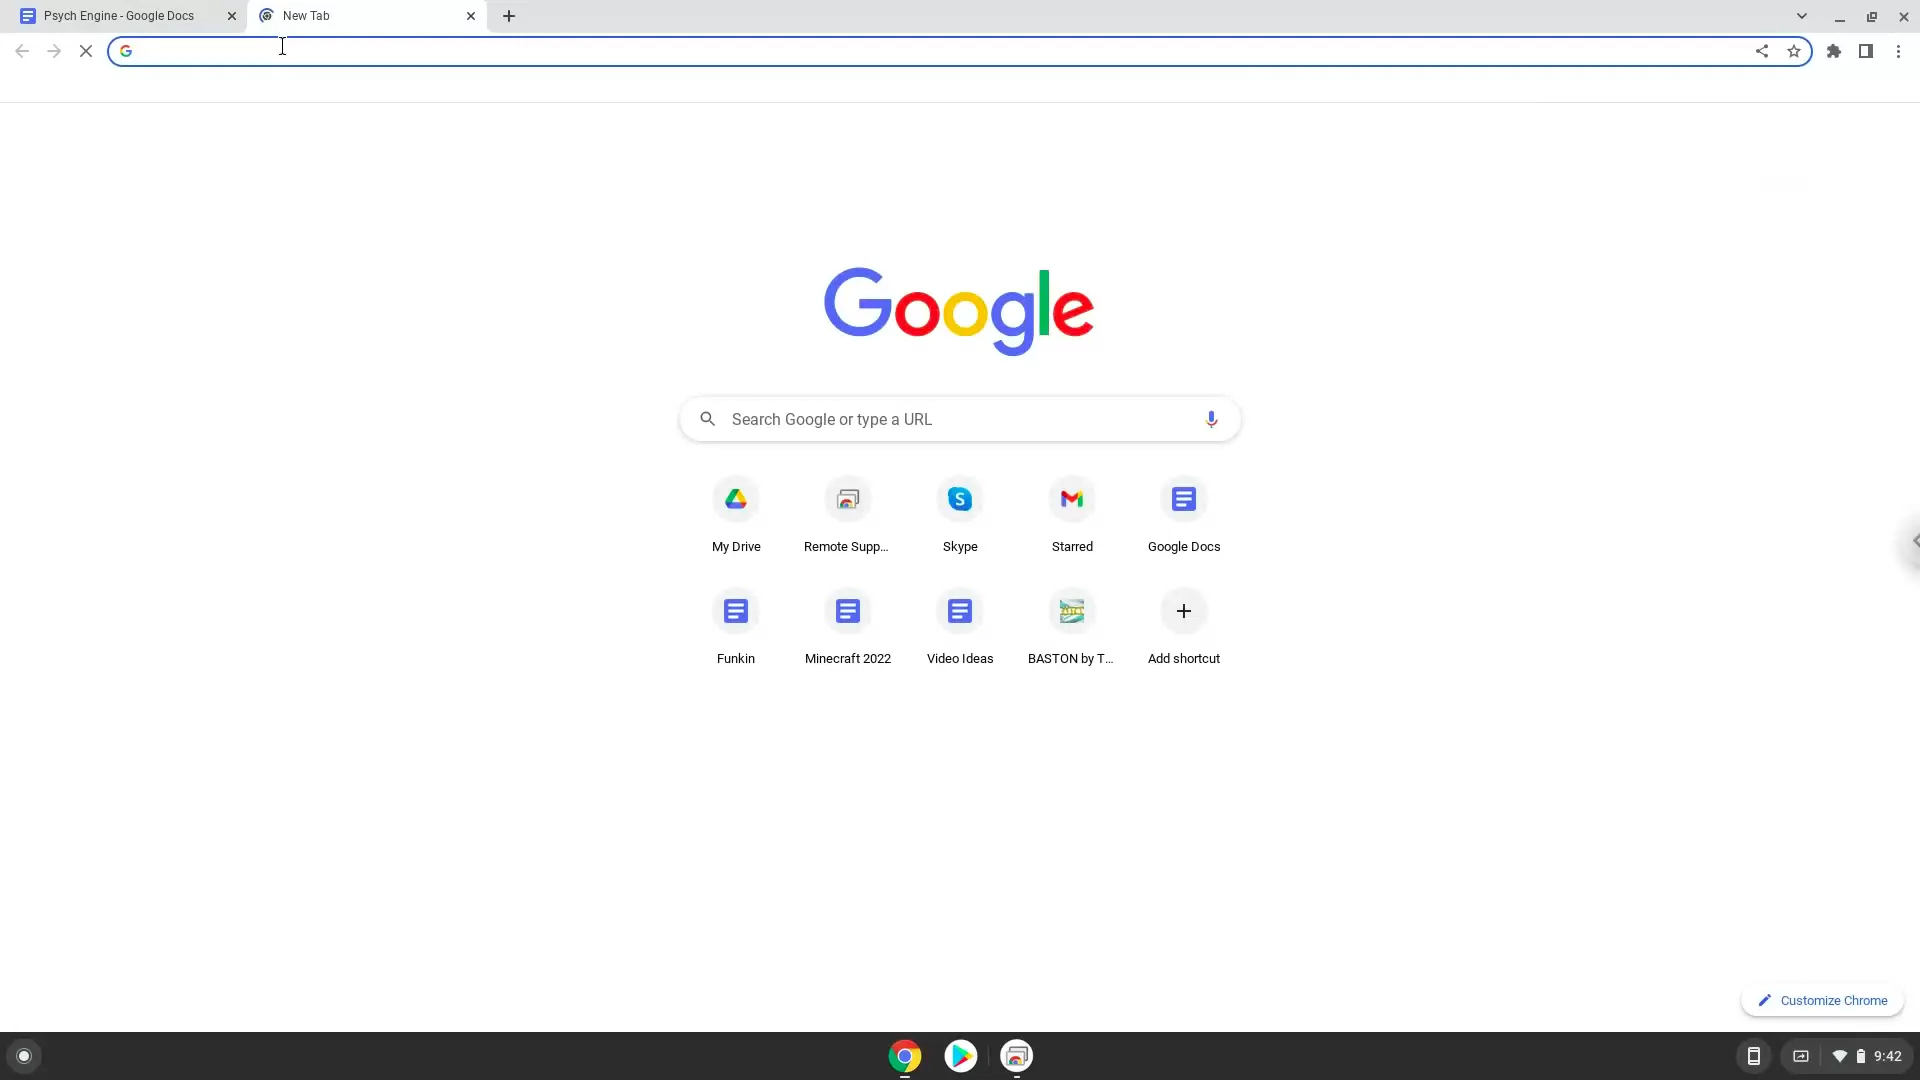 Psych Engine - Google Docs
New Tab
Google
Search Google or type a URL
My Drive
Remote Supp...
Skype
Starred
Google Docs
Funkin
Minecraft 2022
Video Ideas
BASTON by T...
Add shortcut
Customize Chrome
9:42